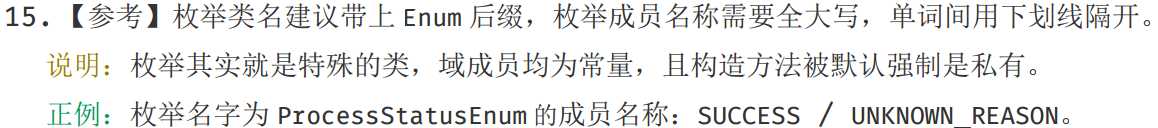 15.【参考】枚举类名建议带上 Enum 后缀，枚举成员名称需要全大写，单词间用下划线隔开。
说明：枚举其实就是特殊的类，域成员均为常量，且构造方法被默认强制是私有。
正例：枚举名字为 ProcessStatusEnum 的成员名称：SUCCESS / UNKNOWN_REASON。